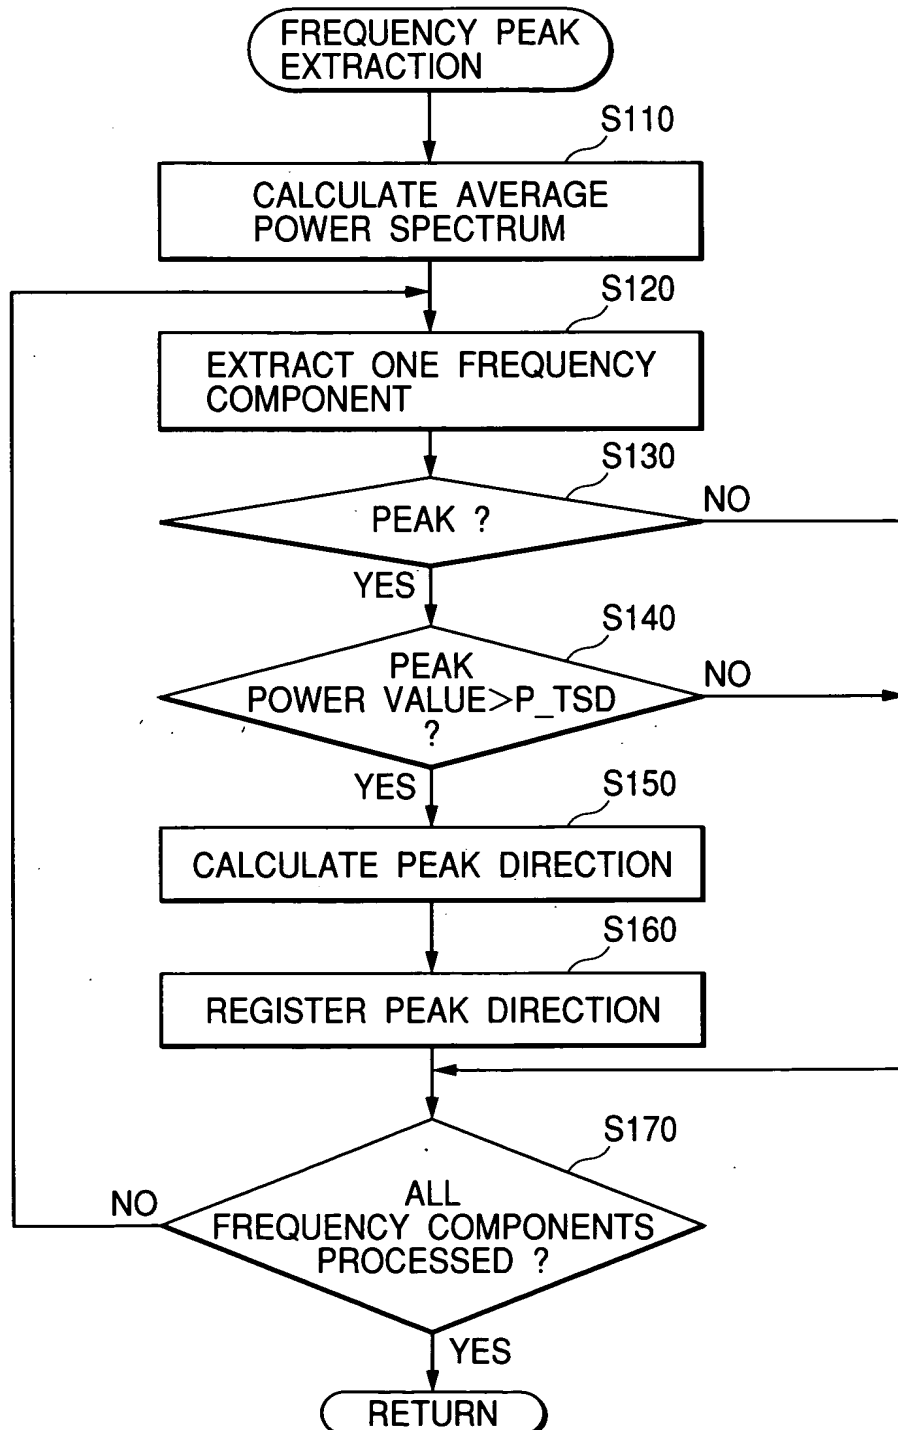 FREQUENCY PEAK
EXTRACTION
S110
CALCULATE AVERAGE
POWER SPECTRUM
S120
EXTRACT ONE FREQUENCY
COMPONENT
S130
PEAK ?
NO
YES
S140
PEAK
POWER VALUE>P_TSD
?
NO
YES
S150
CALCULATE PEAK DIRECTION
S160
REGISTER PEAK DIRECTION
S170
ALL
FREQUENCY COMPONENTS
PROCESSED ?
NO
YES
RETURN